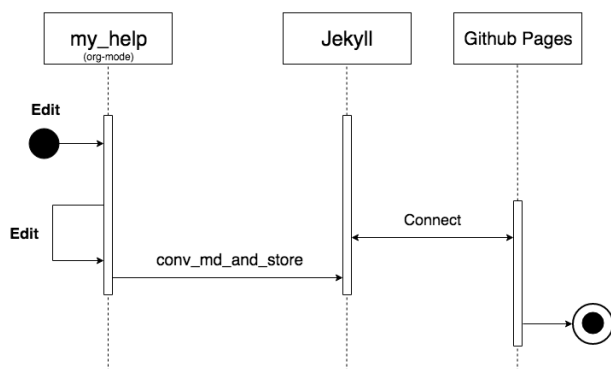 my_help
(org-mode)
Jekyll
Github Pages
Edit
Edit
Connect
conv_md_and_store